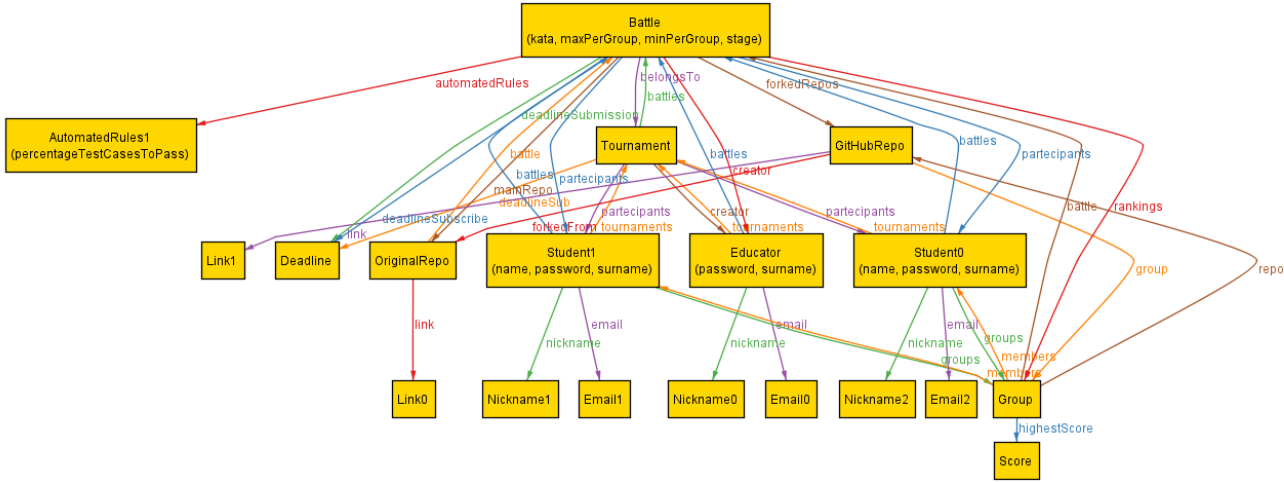 Battle
(kata, maxPerGroup, minPerGroup, stage)
belongsTo
forkedRepos
automatedRules
battles
deadlineSubmission
AutomatedRules1
(percentageTestCasesToPass)
Tournament
GitHubRepo
battle
battles
battles
partecipants
creator
battles
partecipants
mainRepo
deadlineSub
deadlineSubscribe
partecipants
creator
partecipants
battle
rankings
link
forkedFrom
tournaments
tournaments
tournaments
Link1
Deadline
OriginalRepo
Student1
(name, password, surname)
Educator
(password, surname)
Student0
(name, password, surname)
group
repo
link
nickname
email
nickname
email
nickname
email
groups
groups
members
members
Link0
Nickname1
Email1
Nickname0
Email0
Nickname2
Email2
Group
highestScore
Score